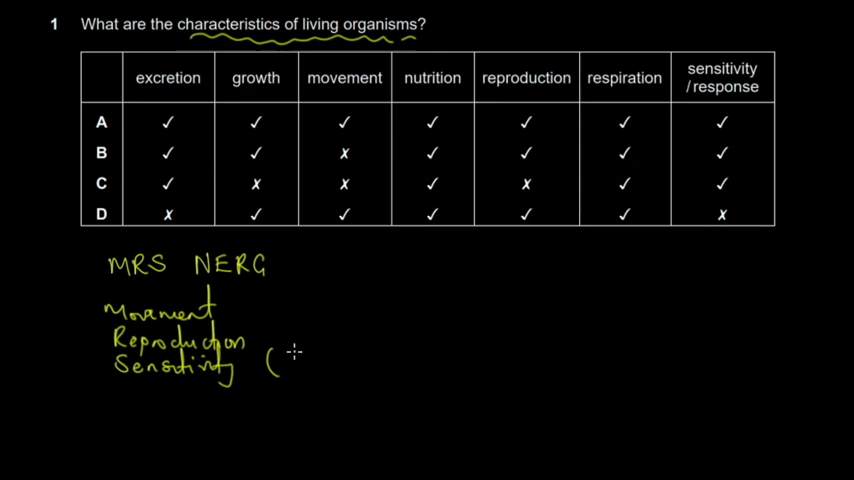 1 What are the characteristics of living organisms?
excretion growth movement nutrition reproduction respiration sensitivity /response
A ✓ ✓ ✓ ✓ ✓ ✓ ✓
B ✓ ✓ ✗ ✓ ✓ ✓ ✓
C ✓ ✗ ✗ ✓ ✗ ✓ ✓
D ✗ ✓ ✓ ✓ ✓ ✓ ✗
MRS NERG
Movement
Reproduction
Sensitivity (